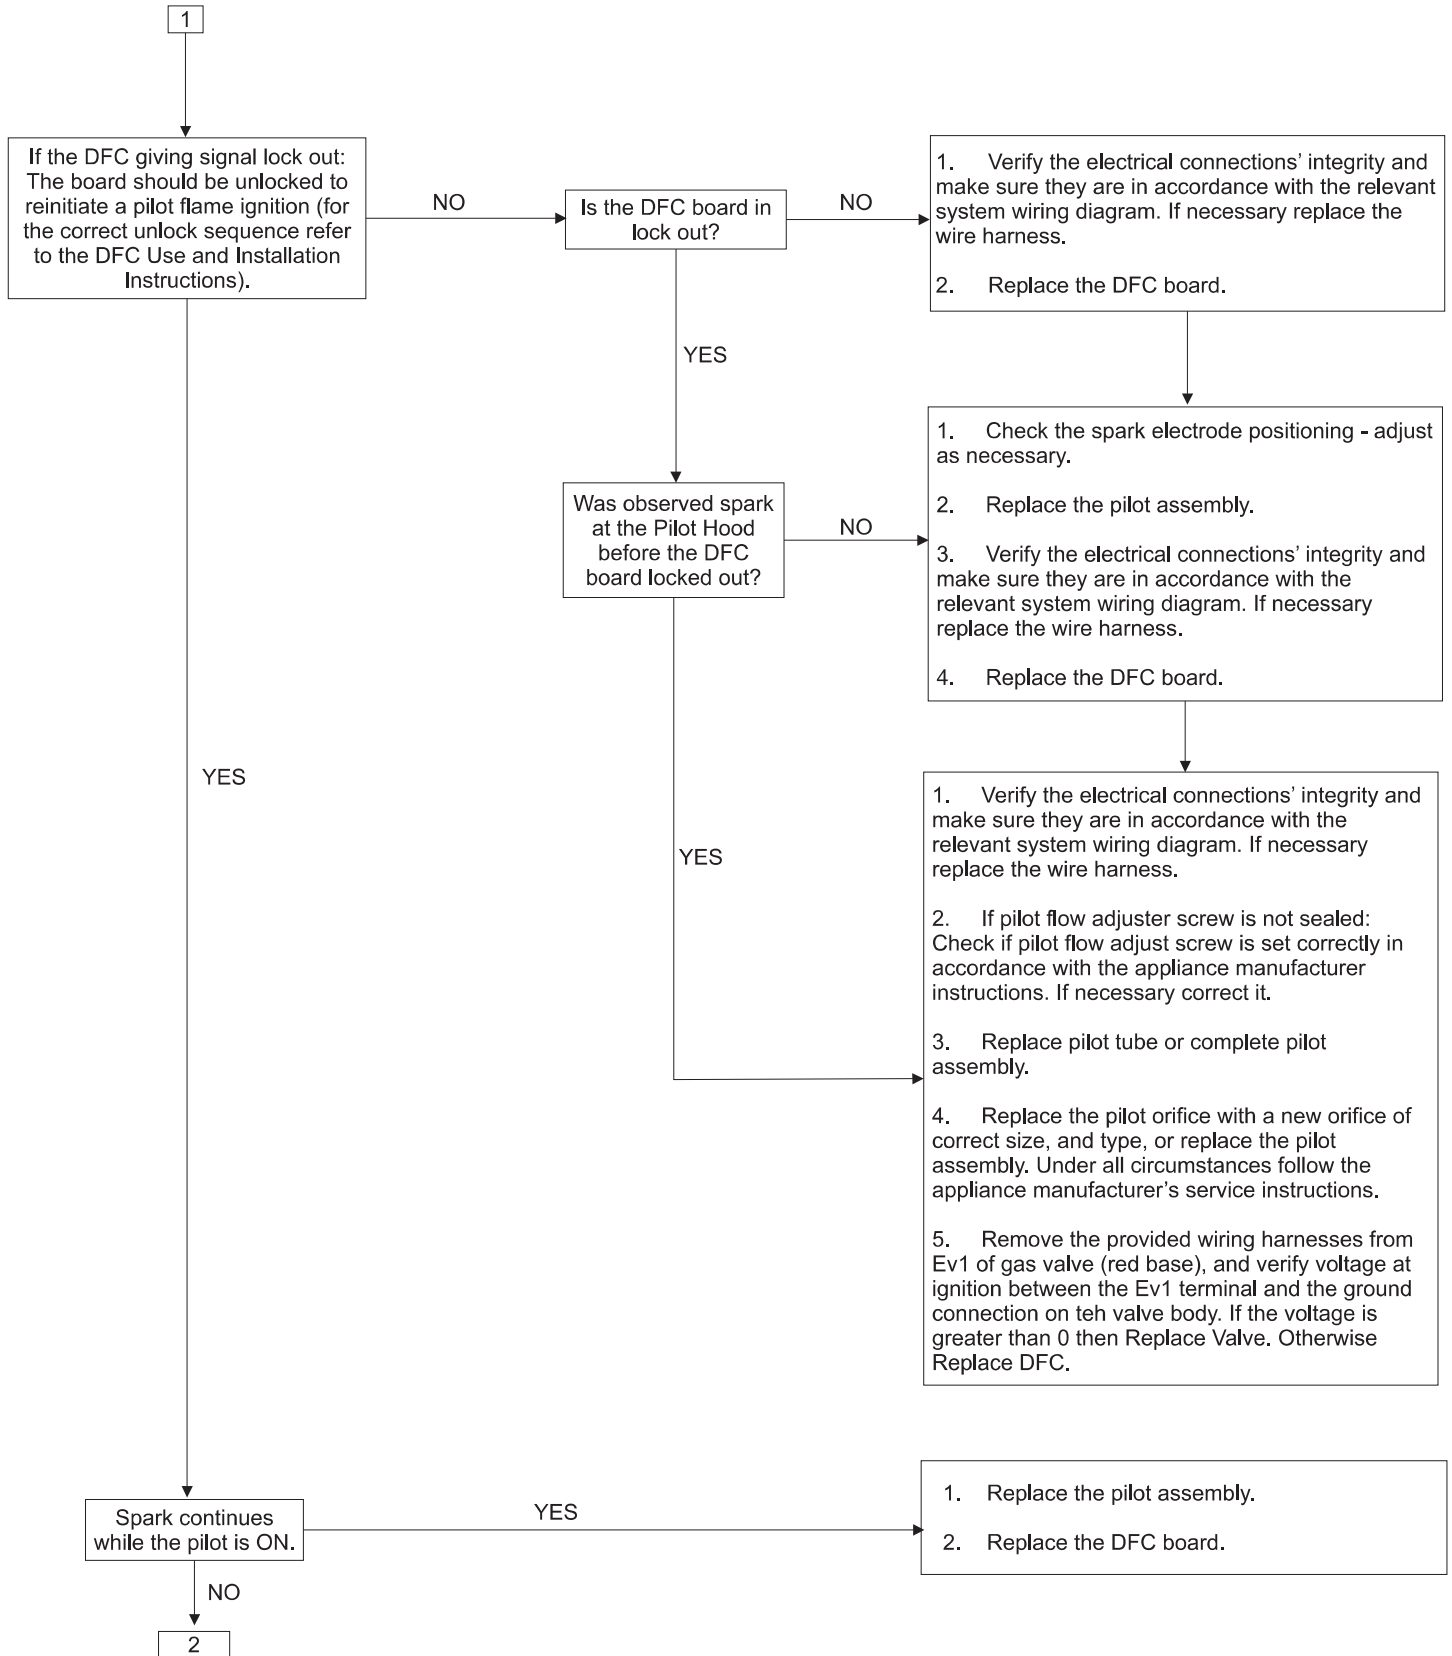 1
If the DFC giving signal lock out:
The board should be unlocked to
reinitiate a pilot flame ignition (for
the correct unlock sequence refer
to the DFC Use and Installation
Instructions).
NO
Is the DFC board in
lock out?
NO
1. Verify the electrical connections’ integrity and
make sure they are in accordance with the relevant
system wiring diagram. If necessary replace the
wire harness.
2. Replace the DFC board.
YES
Was observed spark
at the Pilot Hood
before the DFC
board locked out?
NO
1. Check the spark electrode positioning - adjust
as necessary.
2. Replace the pilot assembly.
3. Verify the electrical connections’ integrity and
make sure they are in accordance with the
relevant system wiring diagram. If necessary
replace the wire harness.
4. Replace the DFC board.
YES
YES
1. Verify the electrical connections’ integrity and
make sure they are in accordance with the
relevant system wiring diagram. If necessary
replace the wire harness.
2. If pilot flow adjuster screw is not sealed:
Check if pilot flow adjust screw is set correctly in
accordance with the appliance manufacturer
instructions. If necessary correct it.
3. Replace pilot tube or complete pilot
assembly.
4. Replace the pilot orifice with a new orifice of
correct size, and type, or replace the pilot
assembly. Under all circumstances follow the
appliance manufacturer’s service instructions.
5. Remove the provided wiring harnesses from
Ev1 of gas valve (red base), and verify voltage at
ignition between the Ev1 terminal and the ground
connection on teh valve body. If the voltage is
greater than 0 then Replace Valve. Otherwise
Replace DFC.
Spark continues
while the pilot is ON.
YES
1. Replace the pilot assembly.
2. Replace the DFC board.
NO
2